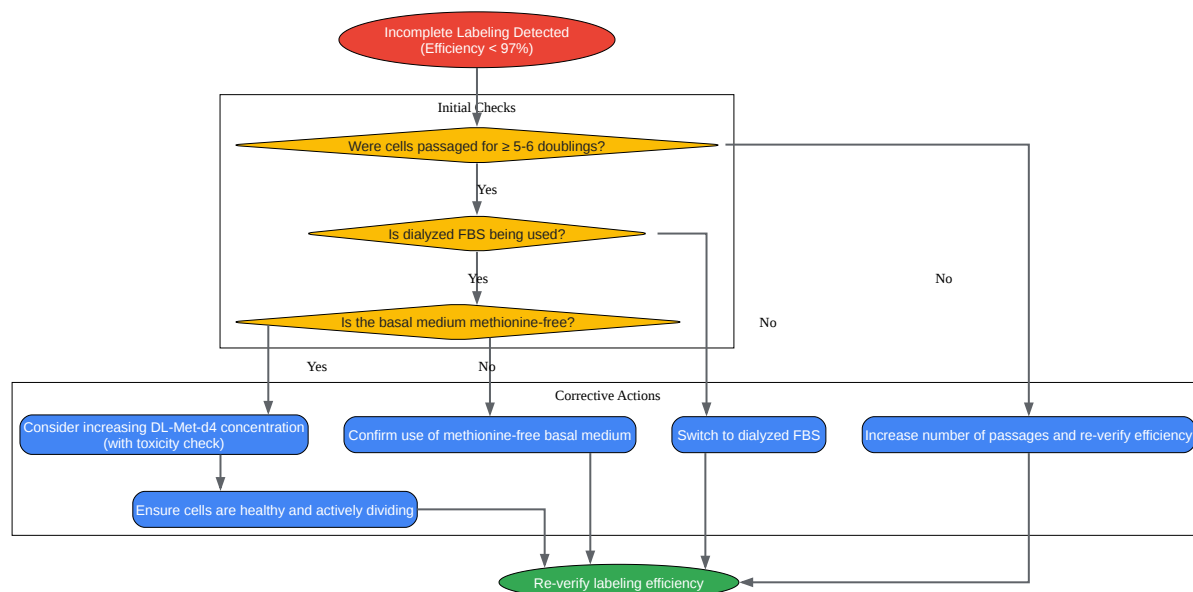 Incomplete Labeling Detected
(Efficiency < 97%)
Initial Checks
Were cells passaged for ≥ 5-6 doublings?
Yes
Is dialyzed FBS being used?
Yes
No
Is the basal medium methionine-free?
No
Yes
No
Corrective Actions
Consider increasing DL-Met-d4 concentration
(with toxicity check)
Confirm use of methionine-free basal medium
Switch to dialyzed FBS
Increase number of passages and re-verify efficiency
Ensure cells are healthy and actively dividing
Re-verify labeling efficiency